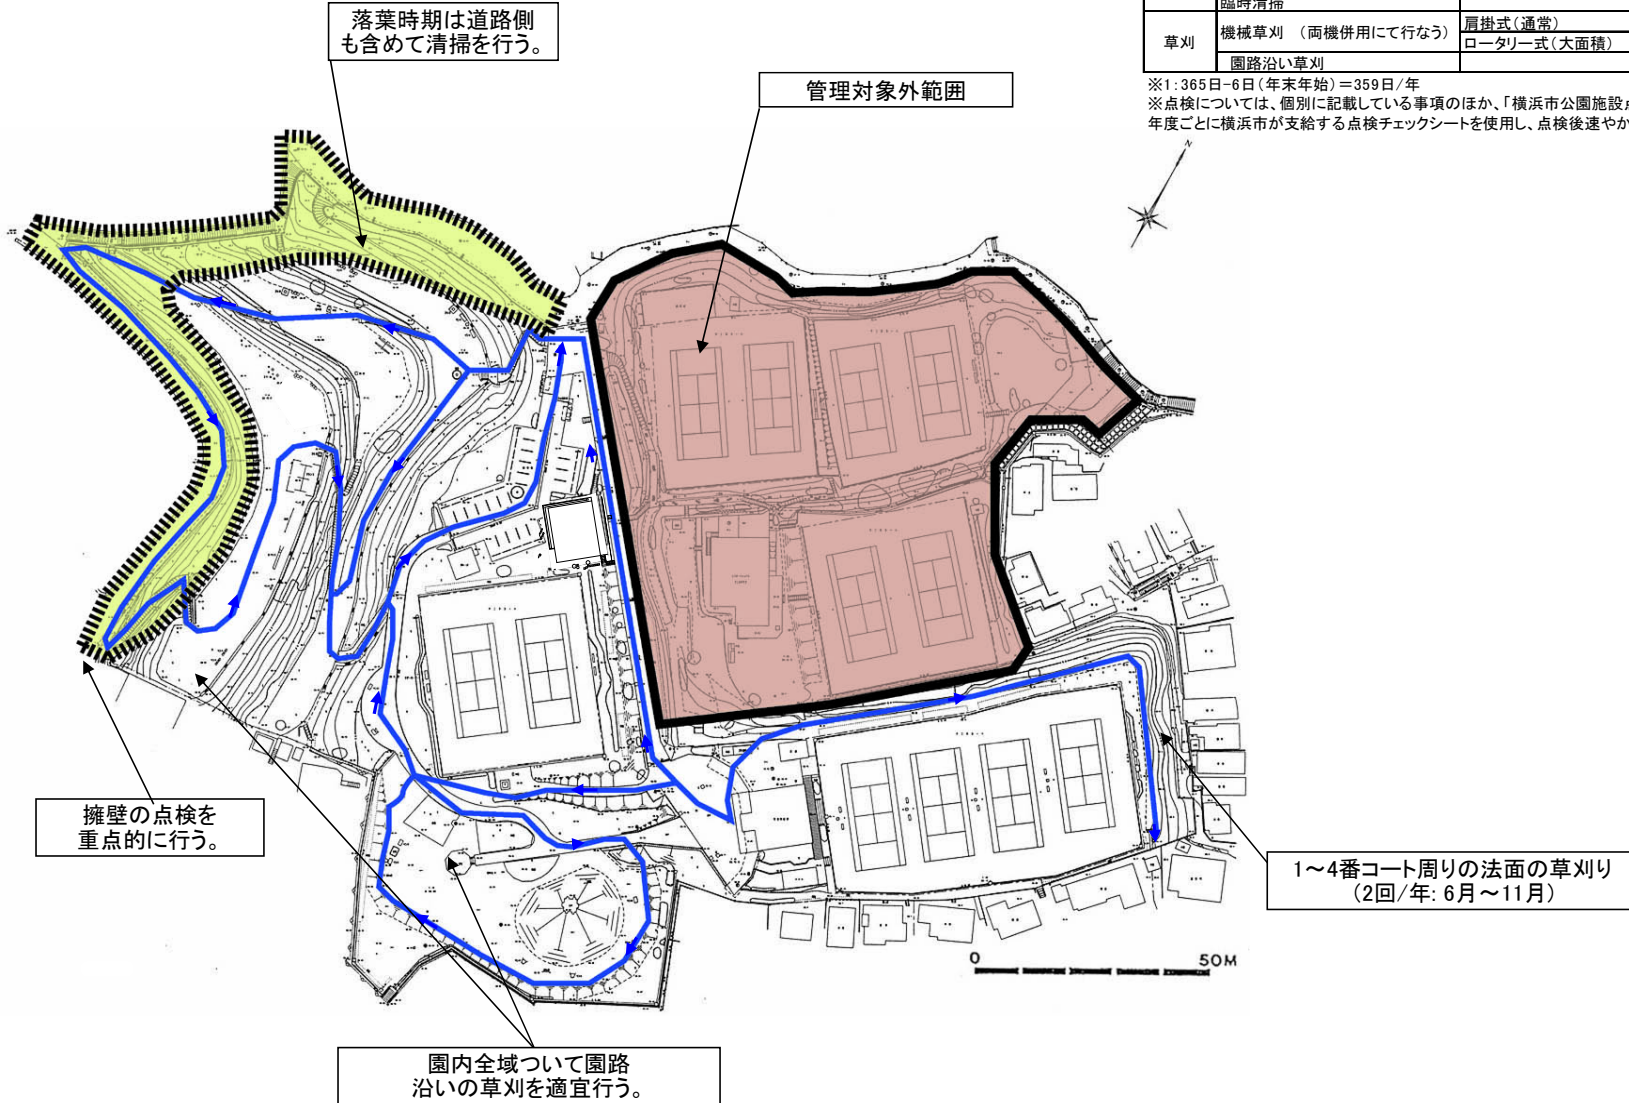 臨時清掃
草刈
機械草刈 （両機併用にて行なう）
肩掛式（通常）
ロータリー式（大面積）
園路沿い草刈
※1：365日-6日（年末年始）＝359日/年
※点検については、個別に記載している事項のほか、「横浜市公園施設点
年度ごとに横浜市が支給する点検チェックシートを使用し、点検後速やか
落葉時期は道路側
も含めて清掃を行う。
管理対象外範囲
擁壁の点検を
重点的に行う。
1～4番コート周りの法面の草刈り
（2回/年: 6月～11月）
0 50M
園内全域ついて園路
沿いの草刈を適宜行う。